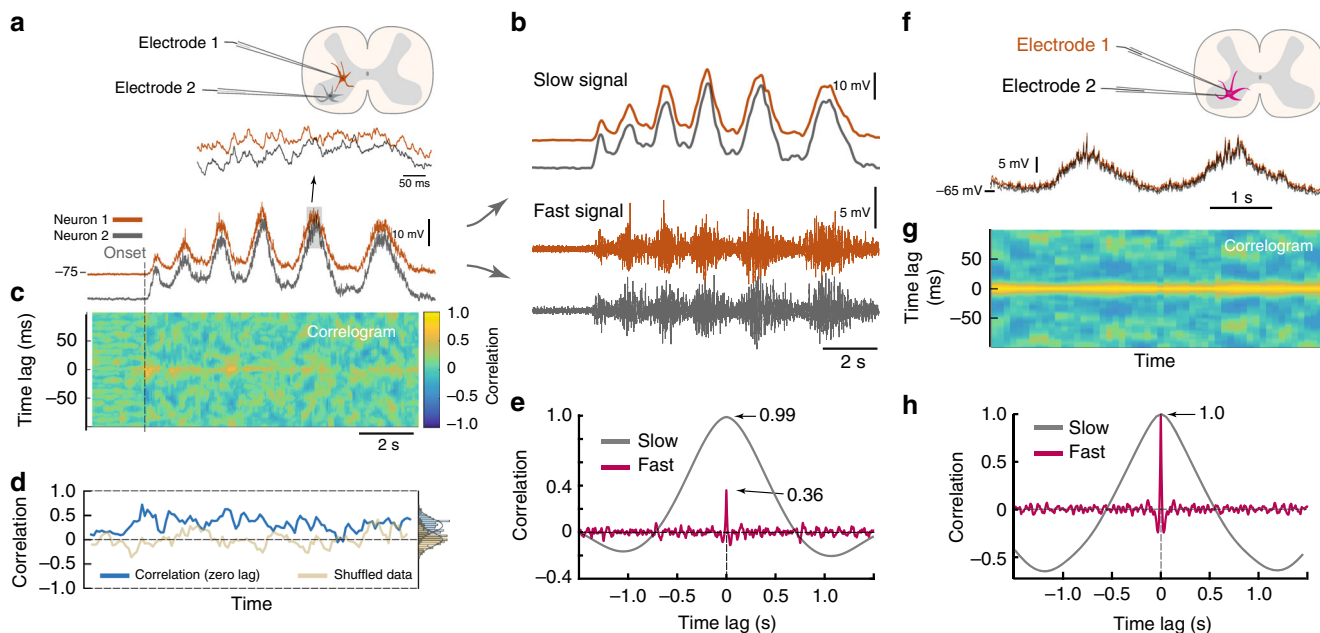 a
Electrode 1
Electrode 2
50 ms
Neuron 1
Neuron 2
Onset
10 mV
−75
b
Slow signal
10 mV
Fast signal
5 mV
2 s
c
Correlogram
Time lag (ms)
50
0
−50
2 s
1.0
0.5
0
−0.5
−1.0
Correlation
d
Correlation
1.0
0.5
0
−0.5
−1.0
Correlation (zero lag)
Shuffled data
Time
e
Slow
Fast
0.99
0.36
Correlation
1.0
0.4
0
−0.4
−1.0
−0.5
0
0.5
1.0
Time lag (s)
f
Electrode 1
Electrode 2
5 mV
−65 mV
1 s
g
Correlogram
Time lag
(ms)
50
0
−50
Time
h
Slow
Fast
1.0
Correlation
1.0
0.5
0
−0.5
−1.0
−0.5
0
0.5
1.0
Time lag (s)